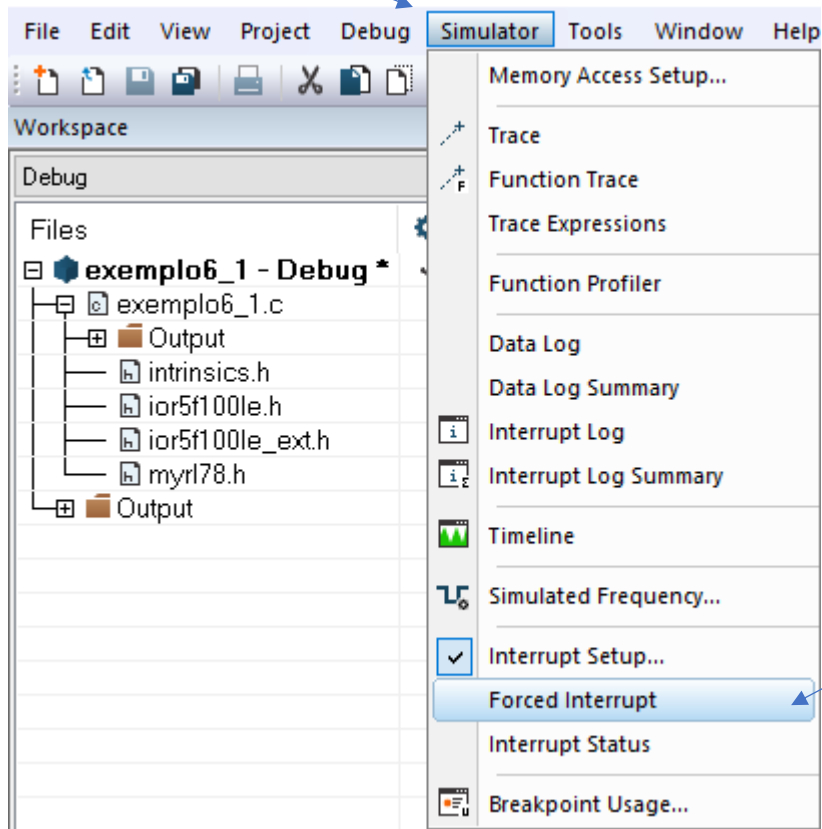 File Edit View Project Debug Simulator Tools Window Help
Workspace
Debug
Files
exemplo6_1 - Debug *
exemplo6_1.c
Output
intrinsics.h
ior5f100le.h
ior5f100le_ext.h
myrl78.h
Output
Memory Access Setup...
Trace
Function Trace
Trace Expressions
Function Profiler
Data Log
Data Log Summary
Interrupt Log
Interrupt Log Summary
Timeline
Simulated Frequency...
Interrupt Setup...
Forced Interrupt
Interrupt Status
Breakpoint Usage...